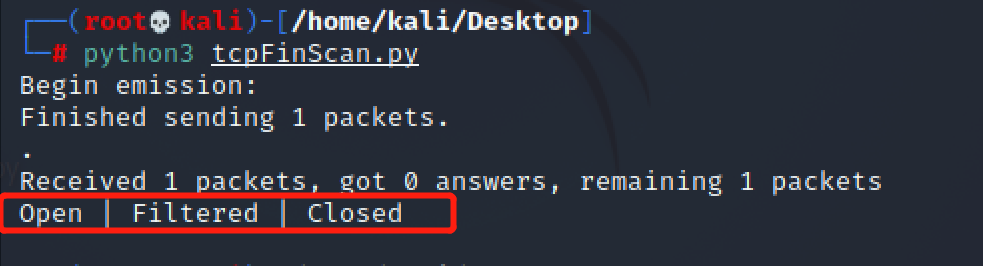 ┌──(root💀kali)-[/home/kali/Desktop]
└─# python3 tcpFinScan.py
Begin emission:
Finished sending 1 packets.
.
Received 1 packets, got 0 answers, remaining 1 packets
Open | Filtered | Closed